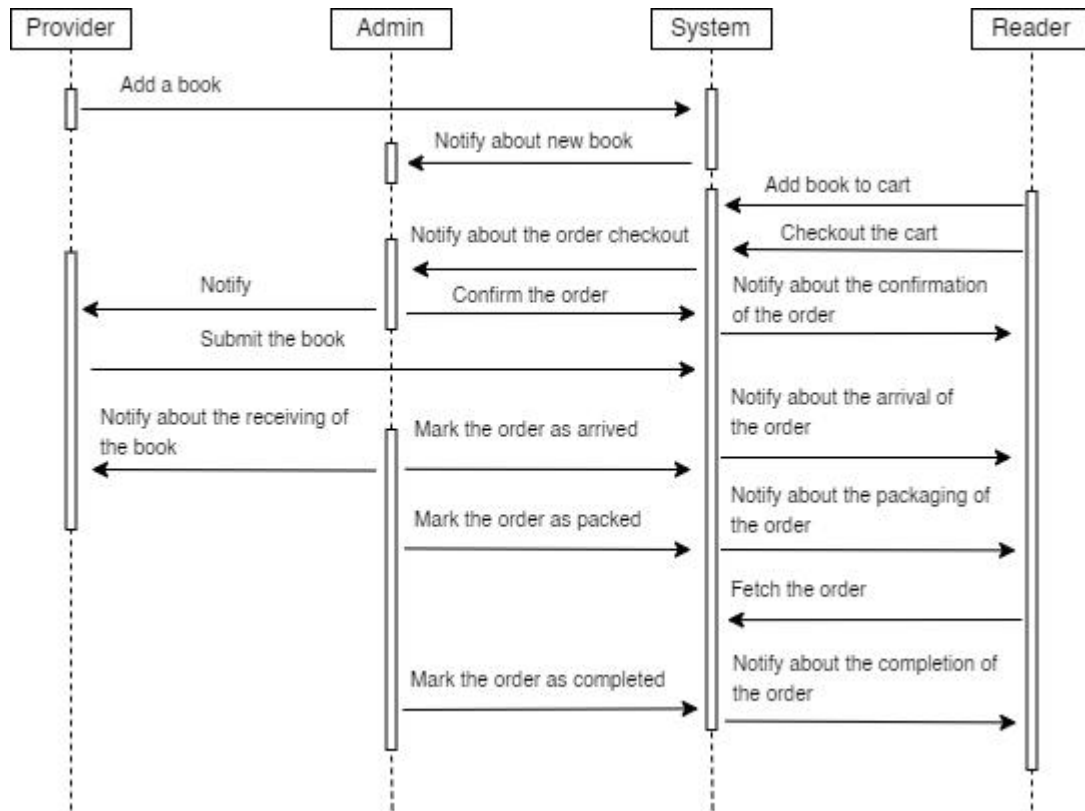 Provider
Admin
System
Reader
Add a book
Notify about new book
Add book to cart
Notify about the order checkout
Checkout the cart
Notify
Confirm the order
Notify about the confirmation
of the order
Submit the book
Notify about the receiving of
the book
Mark the order as arrived
Notify about the arrival of
the order
Mark the order as packed
Notify about the packaging of
the order
Fetch the order
Mark the order as completed
Notify about the completion of
the order